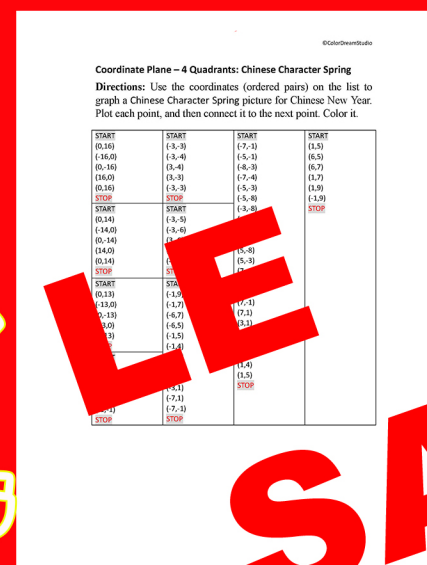 ©ColorDreamStudio
Coordinate Plane – 4 Quadrants: Chinese Character Spring
Directions: Use the coordinates (ordered pairs) on the list to
graph a Chinese Character Spring picture for Chinese New Year.
Plot each point, and then connect it to the next point. Color it.
START
(0,16)
(-16,0)
(0,-16)
(16,0)
(0,16)
STOP
START
(0,14)
(-14,0)
(0,-14)
(14,0)
(0,14)
STOP
START
(0,13)
(-13,0)
STOP
START
(-3,-3)
(-3,-4)
(3,-4)
(3,-3)
(-3,-3)
STOP
START
(-3,-5)
(-3,-6)
(-1,9)
(-1,7)
(-6,7)
(-6,5)
(-1,5)
(-1,4)
(-3,1)
(-7,1)
(-7,-1)
STOP
START
(-7,-1)
(-5,-1)
(-8,-3)
(-7,-4)
(-5,-3)
(-5,-8)
(-3,-8)
(5,-8)
(5,-3)
(7,-1)
(7,1)
(3,1)
(1,4)
(1,5)
STOP
START
(1,5)
(6,5)
(6,7)
(1,7)
(1,9)
(-1,9)
STOP
LE
SA